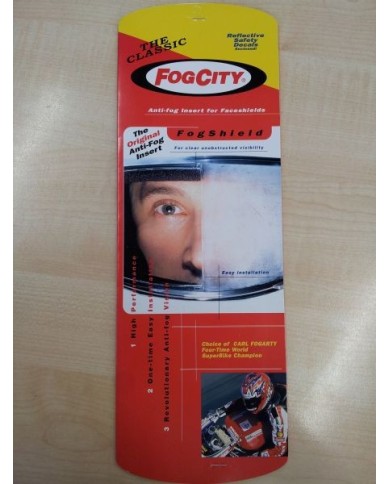 THE
CLASSIC
Reflective
Safety
Decals
FOGCITY®
Anti-fog Insert for Faceshields
The
Original
Anti-Fog
Insert
FogShield
For clear unobstructed visibility
Easy installation
1 High Performance
2 One-time Easy Installation
3 Revolutionary Anti-fog Vision
Choice of CARL FOGARTY
Four-Time World
SuperBike Champion